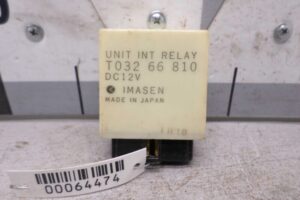 UNIT INT RELAY
T032 66 810
DC12V
IMASEN
MADE IN JAPAN
00064474